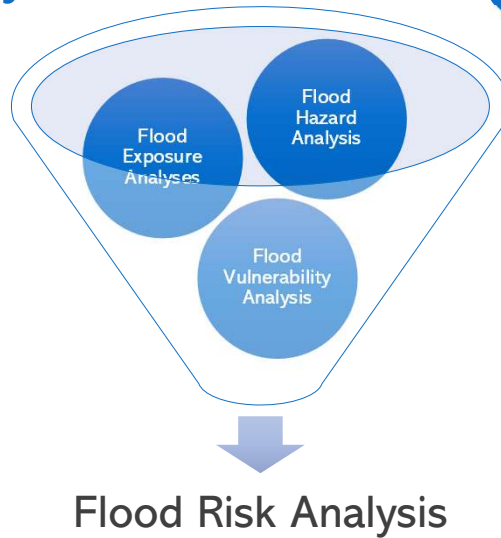 Flood
Hazard
Analysis
Flood
Exposure
Analyses
Flood
Vulnerability
Analysis
Flood Risk Analysis